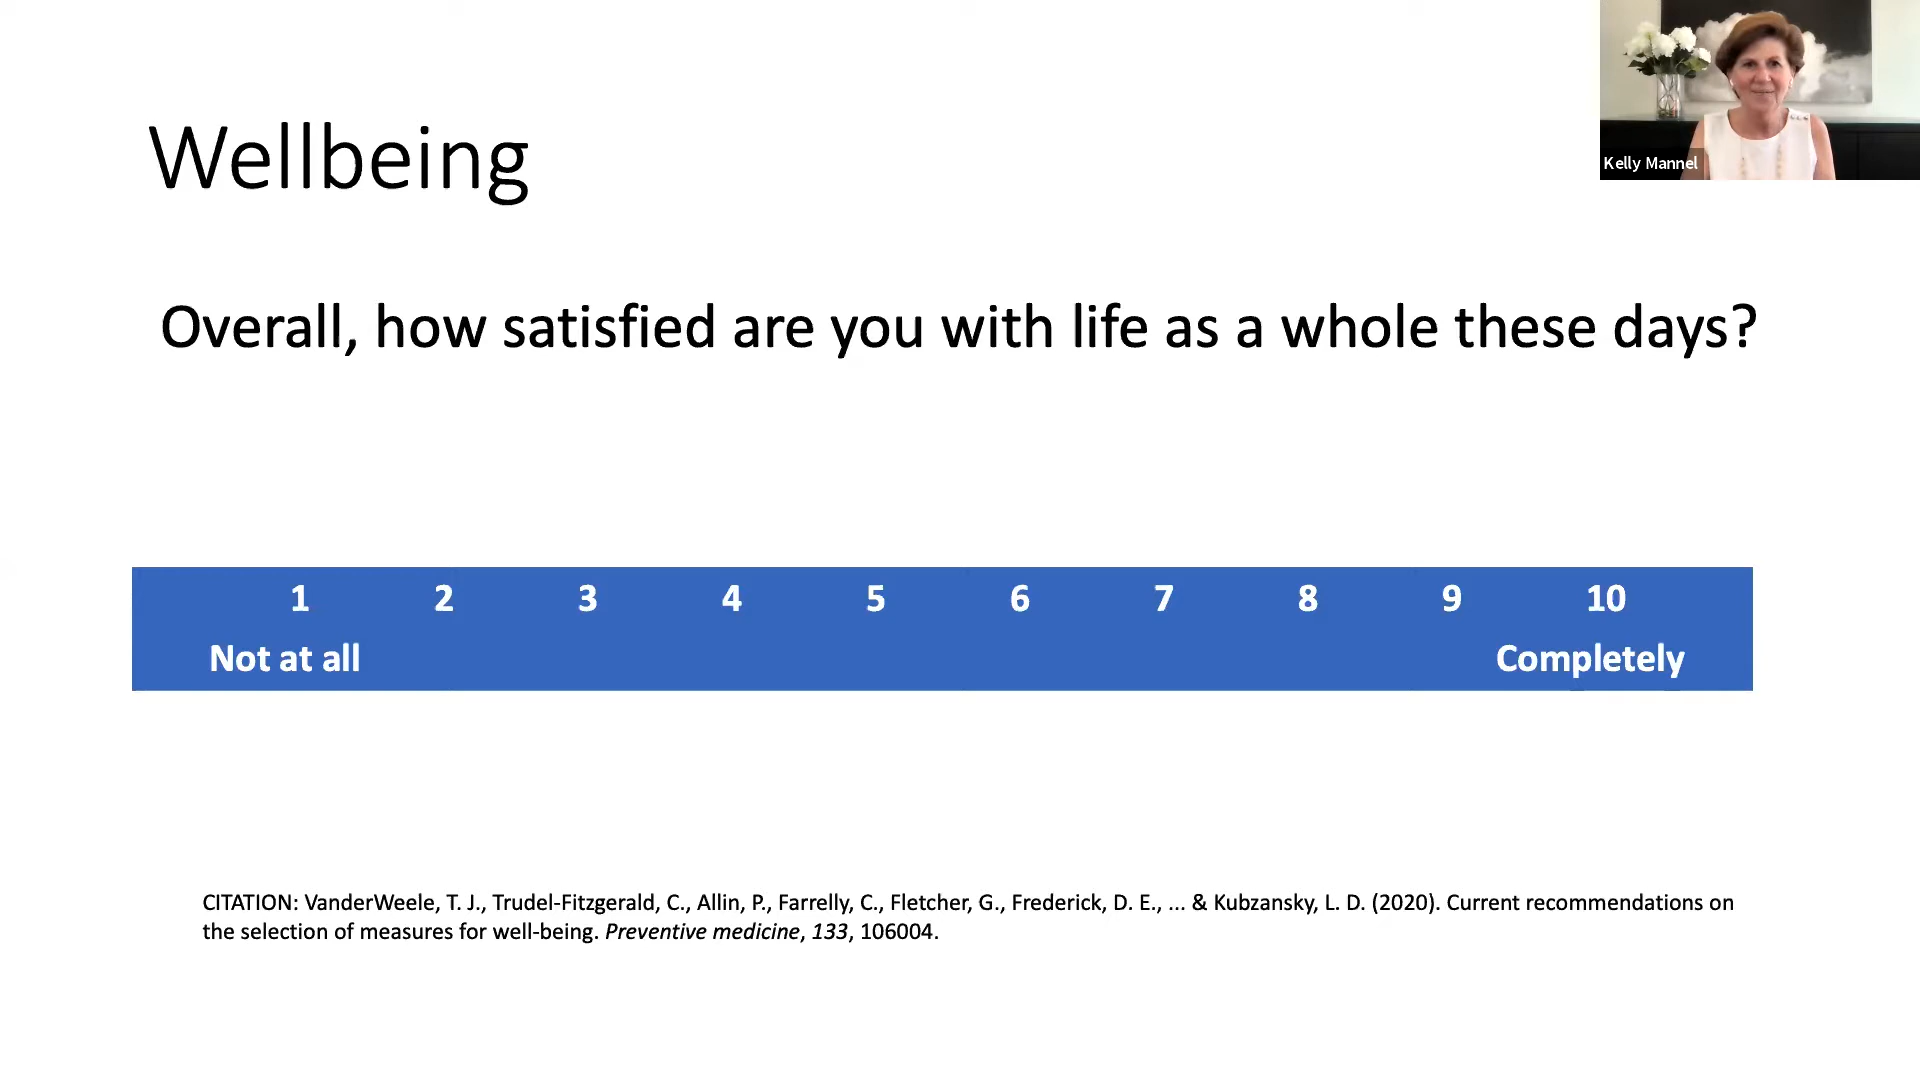 Kelly Mannel
Wellbeing
Overall, how satisfied are you with life as a whole these days?
1 2 3 4 5 6 7 8 9 10
Not at all Completely
CITATION: VanderWeele, T. J., Trudel-Fitzgerald, C., Allin, P., Farrelly, C., Fletcher, G., Frederick, D. E., ... & Kubzansky, L. D. (2020). Current recommendations on
the selection of measures for well-being. Preventive medicine, 133, 106004.